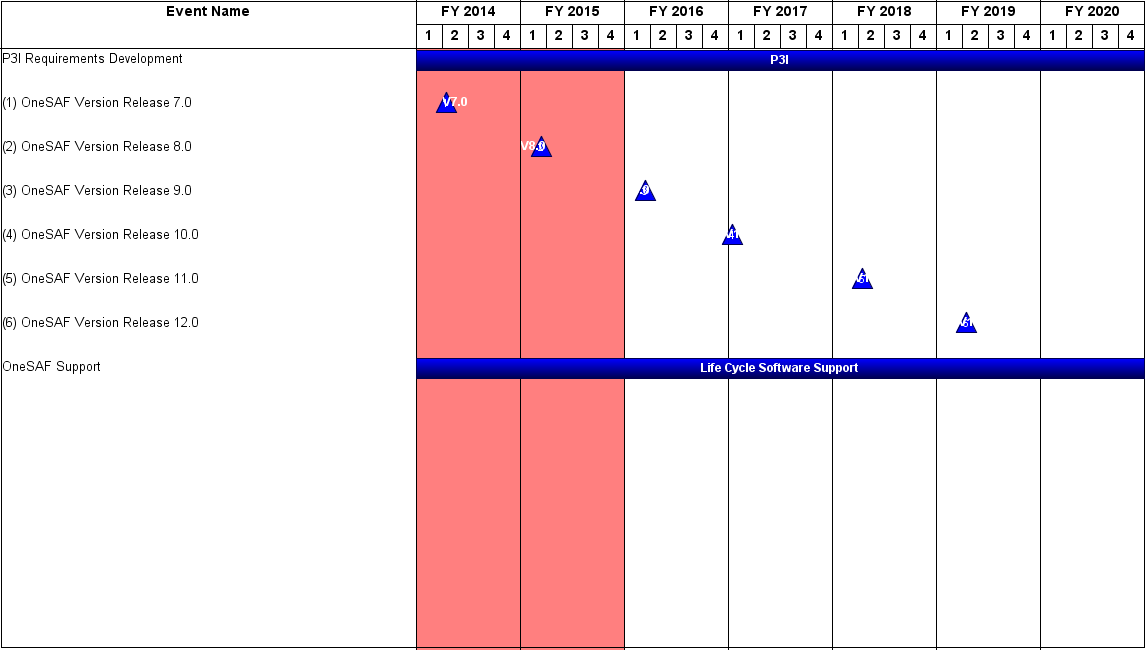 Event Name FY 2014 FY 2015 FY 2016 FY 2017 FY 2018 FY 2019 FY 2020
1 2 3 4 1 2 3 4 1 2 3 4 1 2 3 4 1 2 3 4 1 2 3 4 1 2 3 4
P3I Requirements Development P3I
(1) OneSAF Version Release 7.0 V7.0
(2) OneSAF Version Release 8.0 V8.0
(3) OneSAF Version Release 9.0
(4) OneSAF Version Release 10.0
(5) OneSAF Version Release 11.0
(6) OneSAF Version Release 12.0
OneSAF Support Life Cycle Software Support